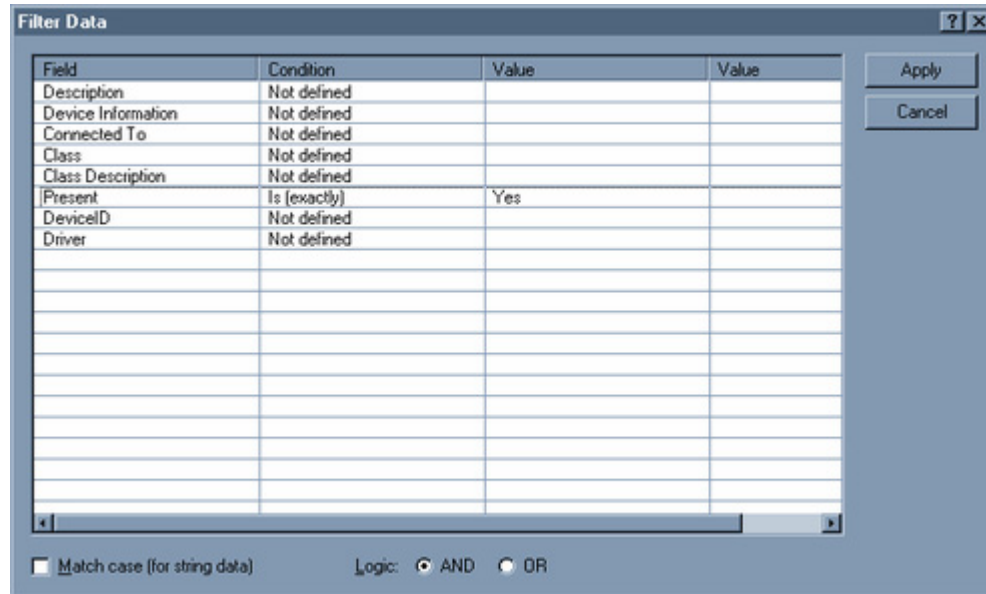 Filter Data
Field Condition Value Value
Description Not defined
Device Information Not defined
Connected To Not defined
Class Not defined
Class Description Not defined
Present Is (exactly) Yes
DeviceID Not defined
Driver Not defined
Apply
Cancel
Match case (for string data) Logic: AND OR